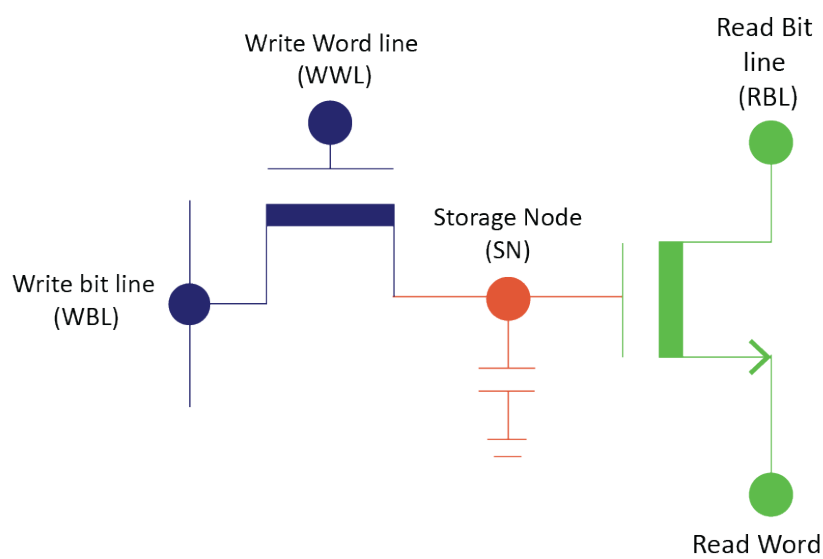 Write Word line
(WWL)
Read Bit
line
(RBL)
Storage Node
(SN)
Write bit line
(WBL)
Read Word